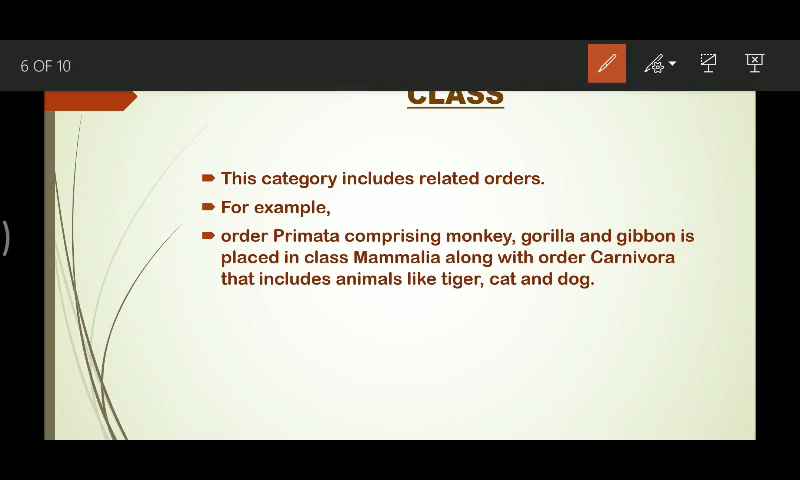 6 OF 10
CLASS
This category includes related orders.
For example,
order Primata comprising monkey, gorilla and gibbon is
placed in class Mammalia along with order Carnivora
that includes animals like tiger, cat and dog.